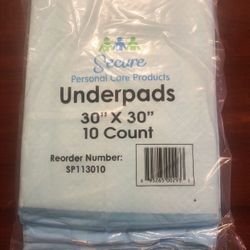 Secure
Personal Care Products
Underpads
30" X 30"
10 Count
Reorder Number:
SP113010